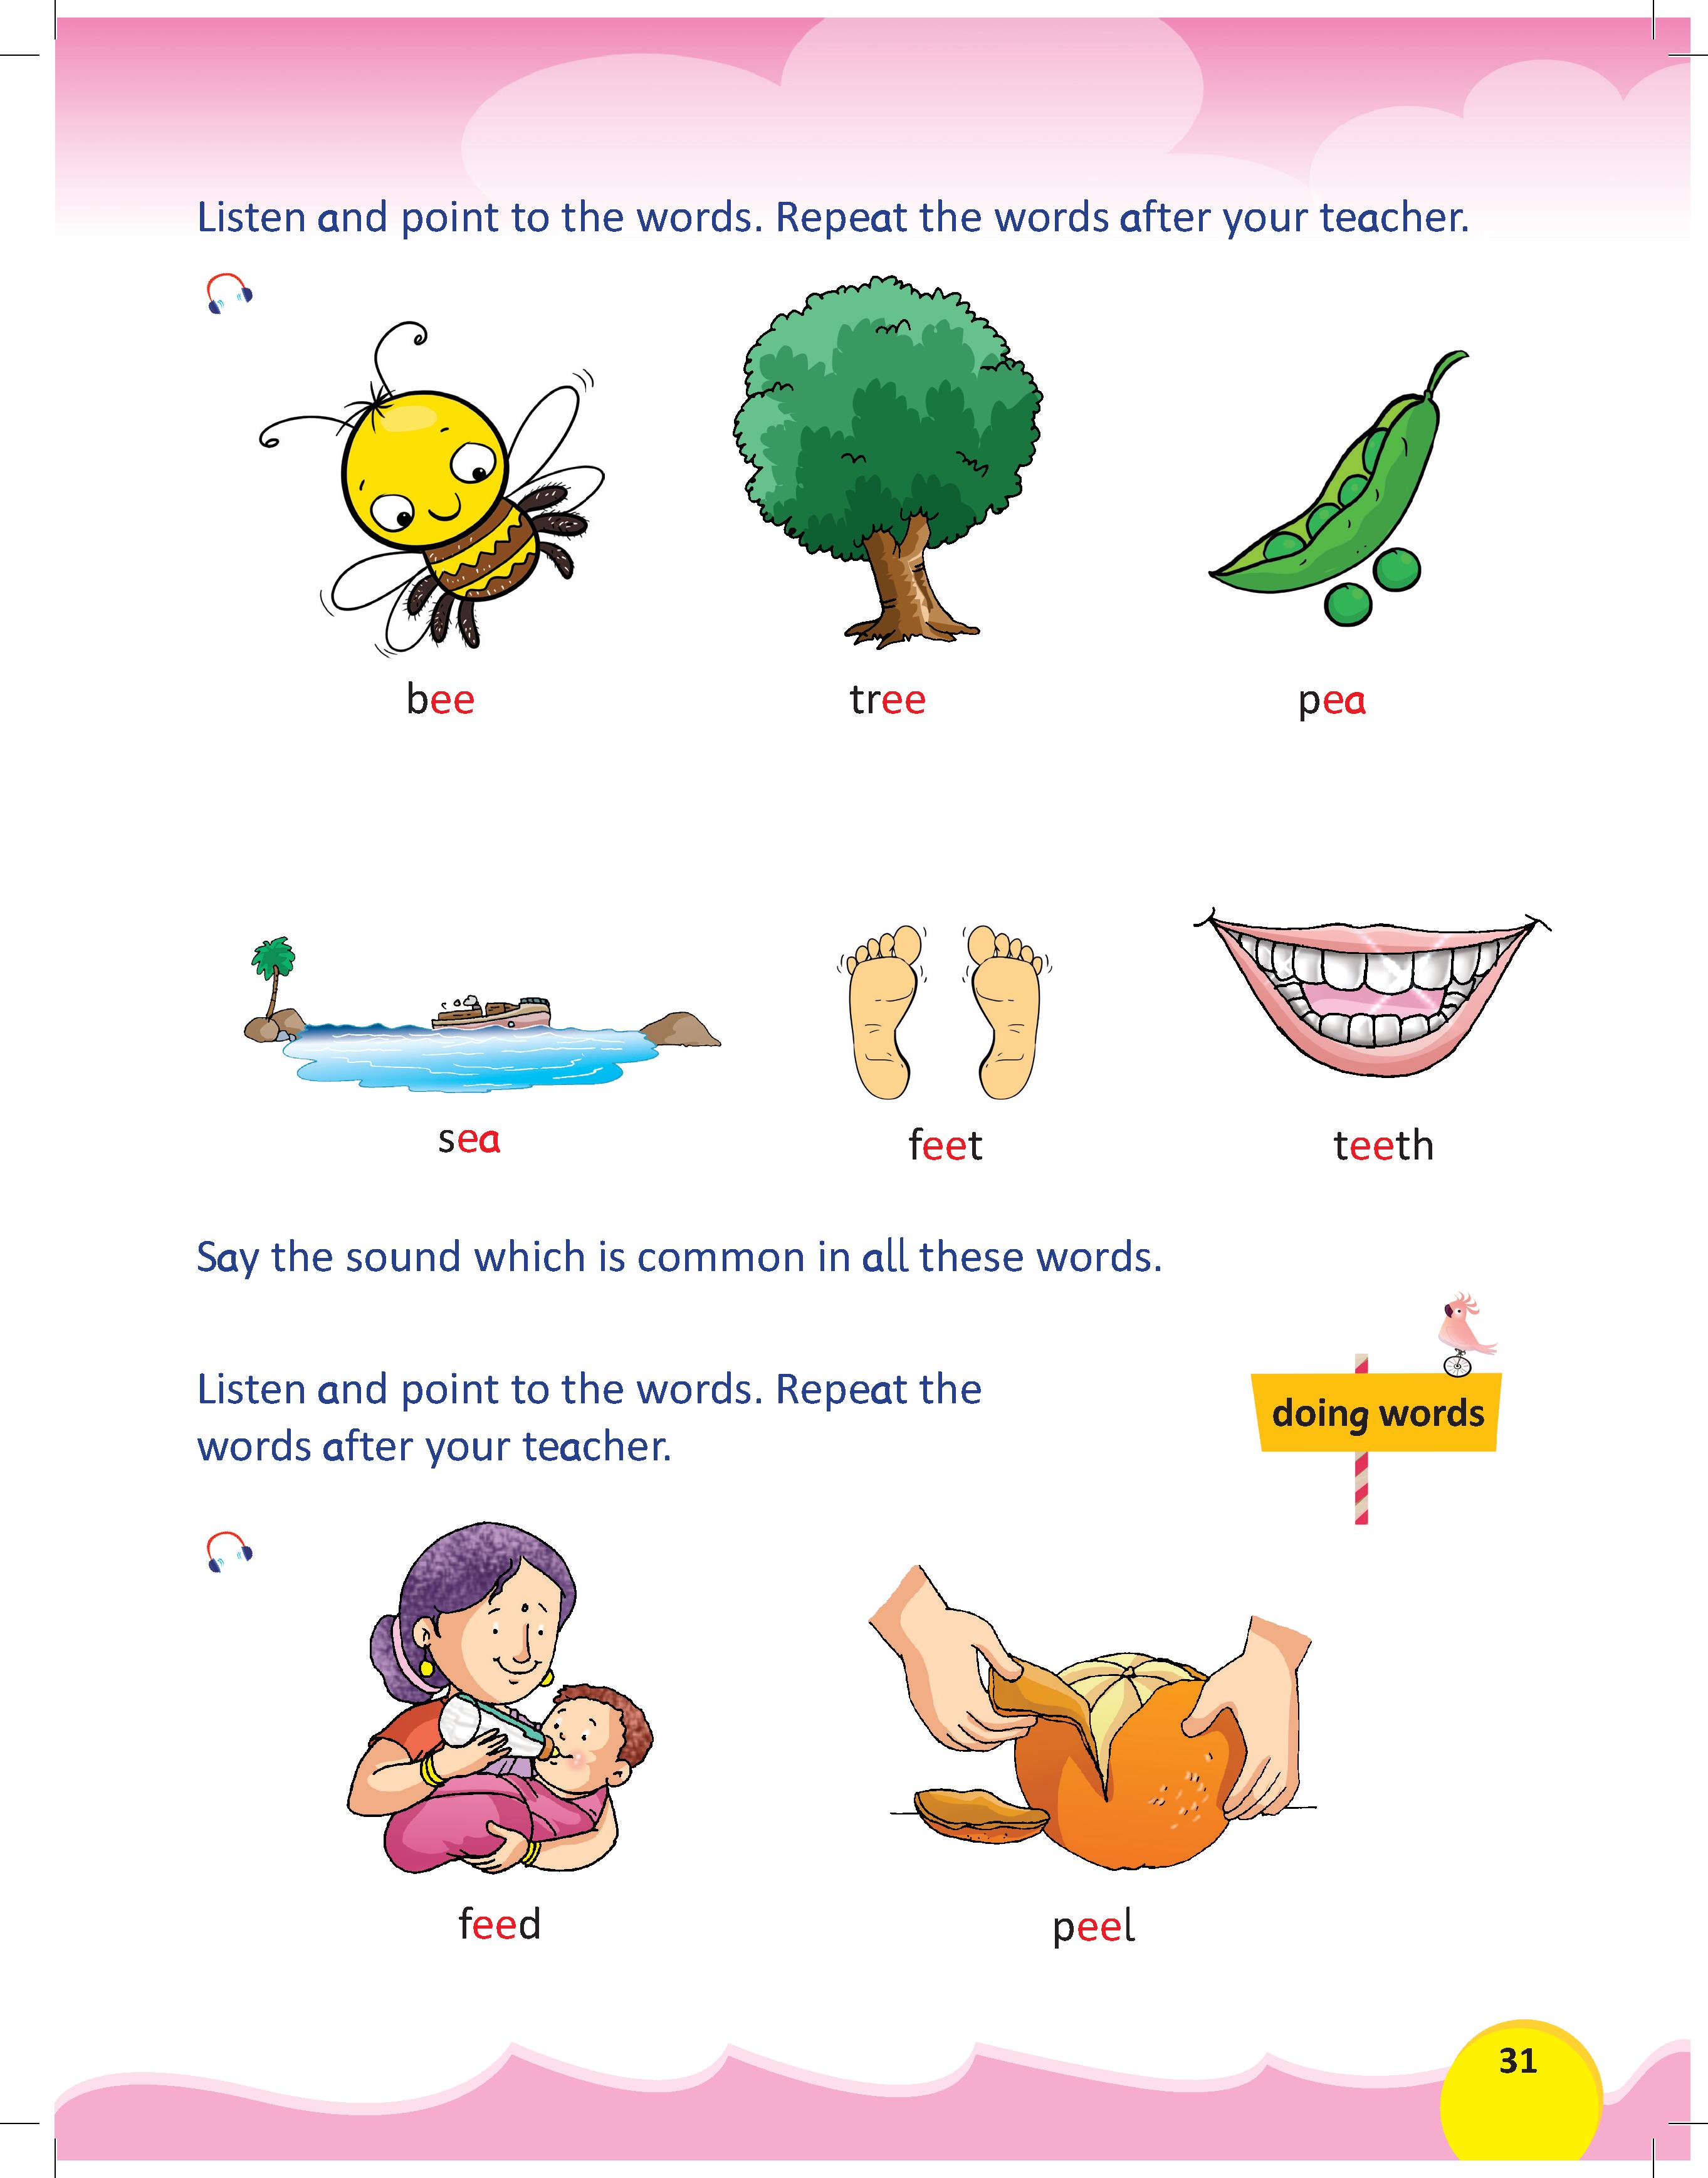 Listen and point to the words. Repeat the words after your teacher.
bee
tree
pea
sea
feet
teeth
Say the sound which is common in all these words.
Listen and point to the words. Repeat the
words after your teacher.
doing words
feed
peel
31